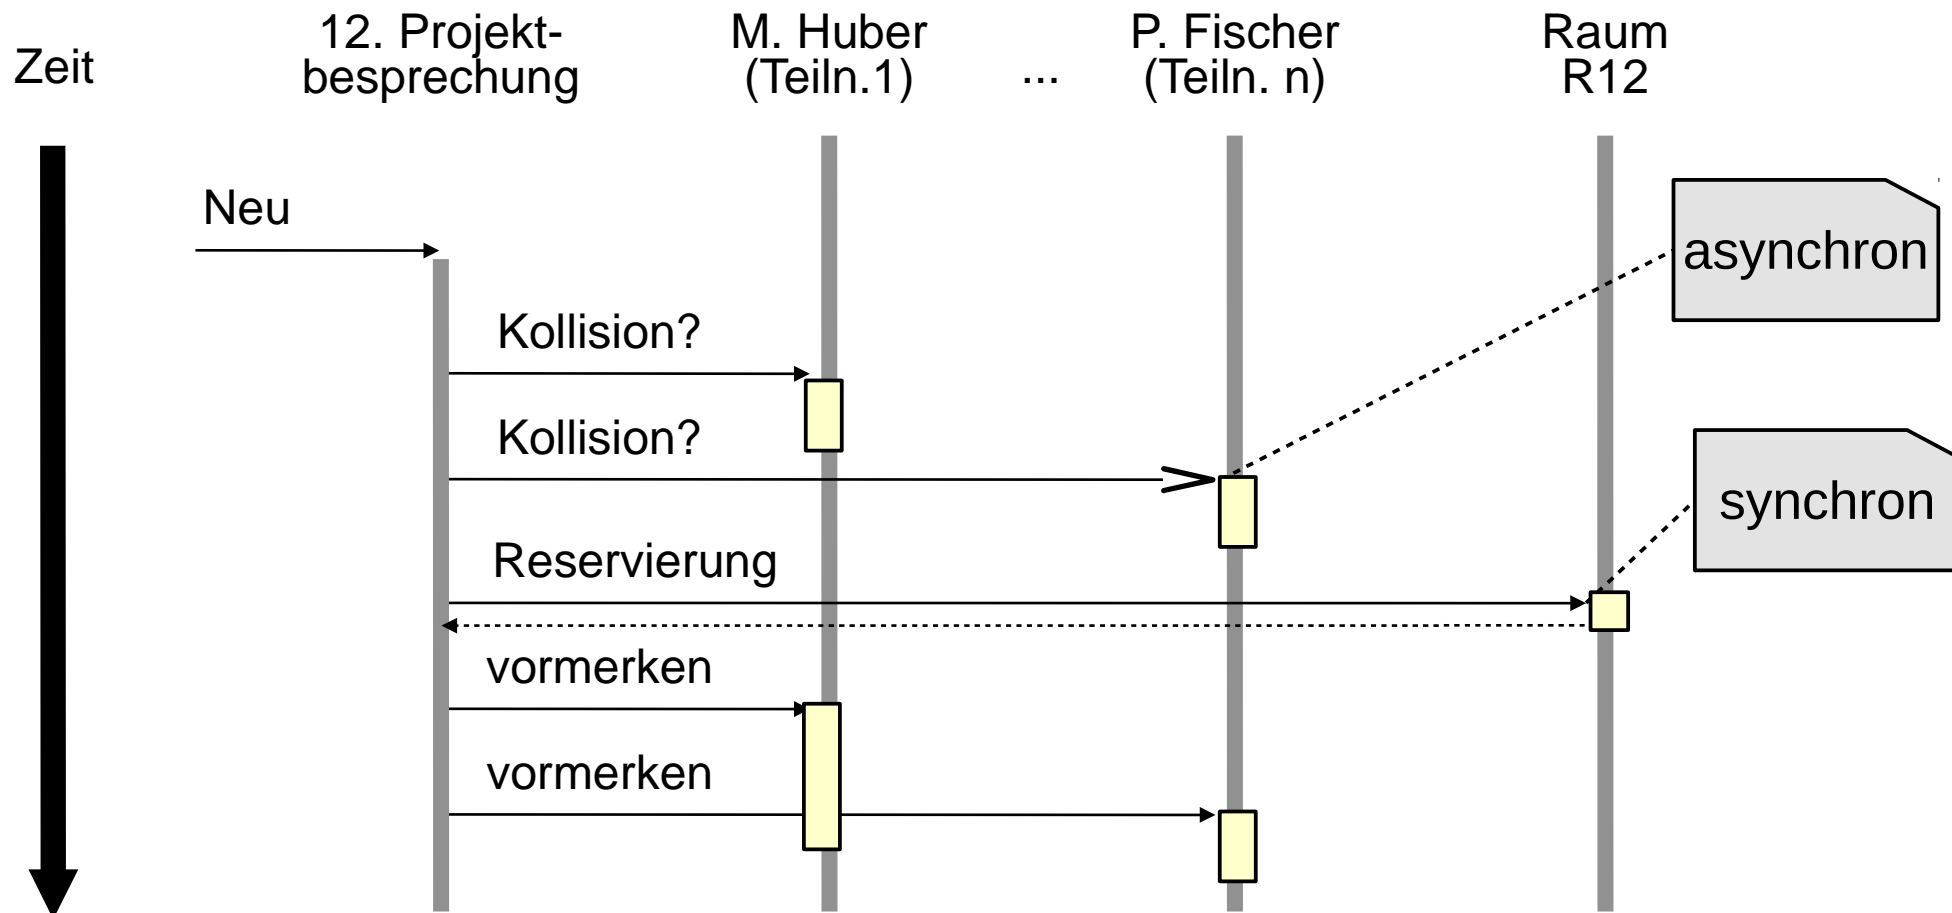 Zeit
12. Projekt-
besprechung
M. Huber
(Teiln.1)
...
P. Fischer
(Teiln. n)
Raum
R12
Neu
asynchron
Kollision?
Kollision?
synchron
Reservierung
vormerken
vormerken